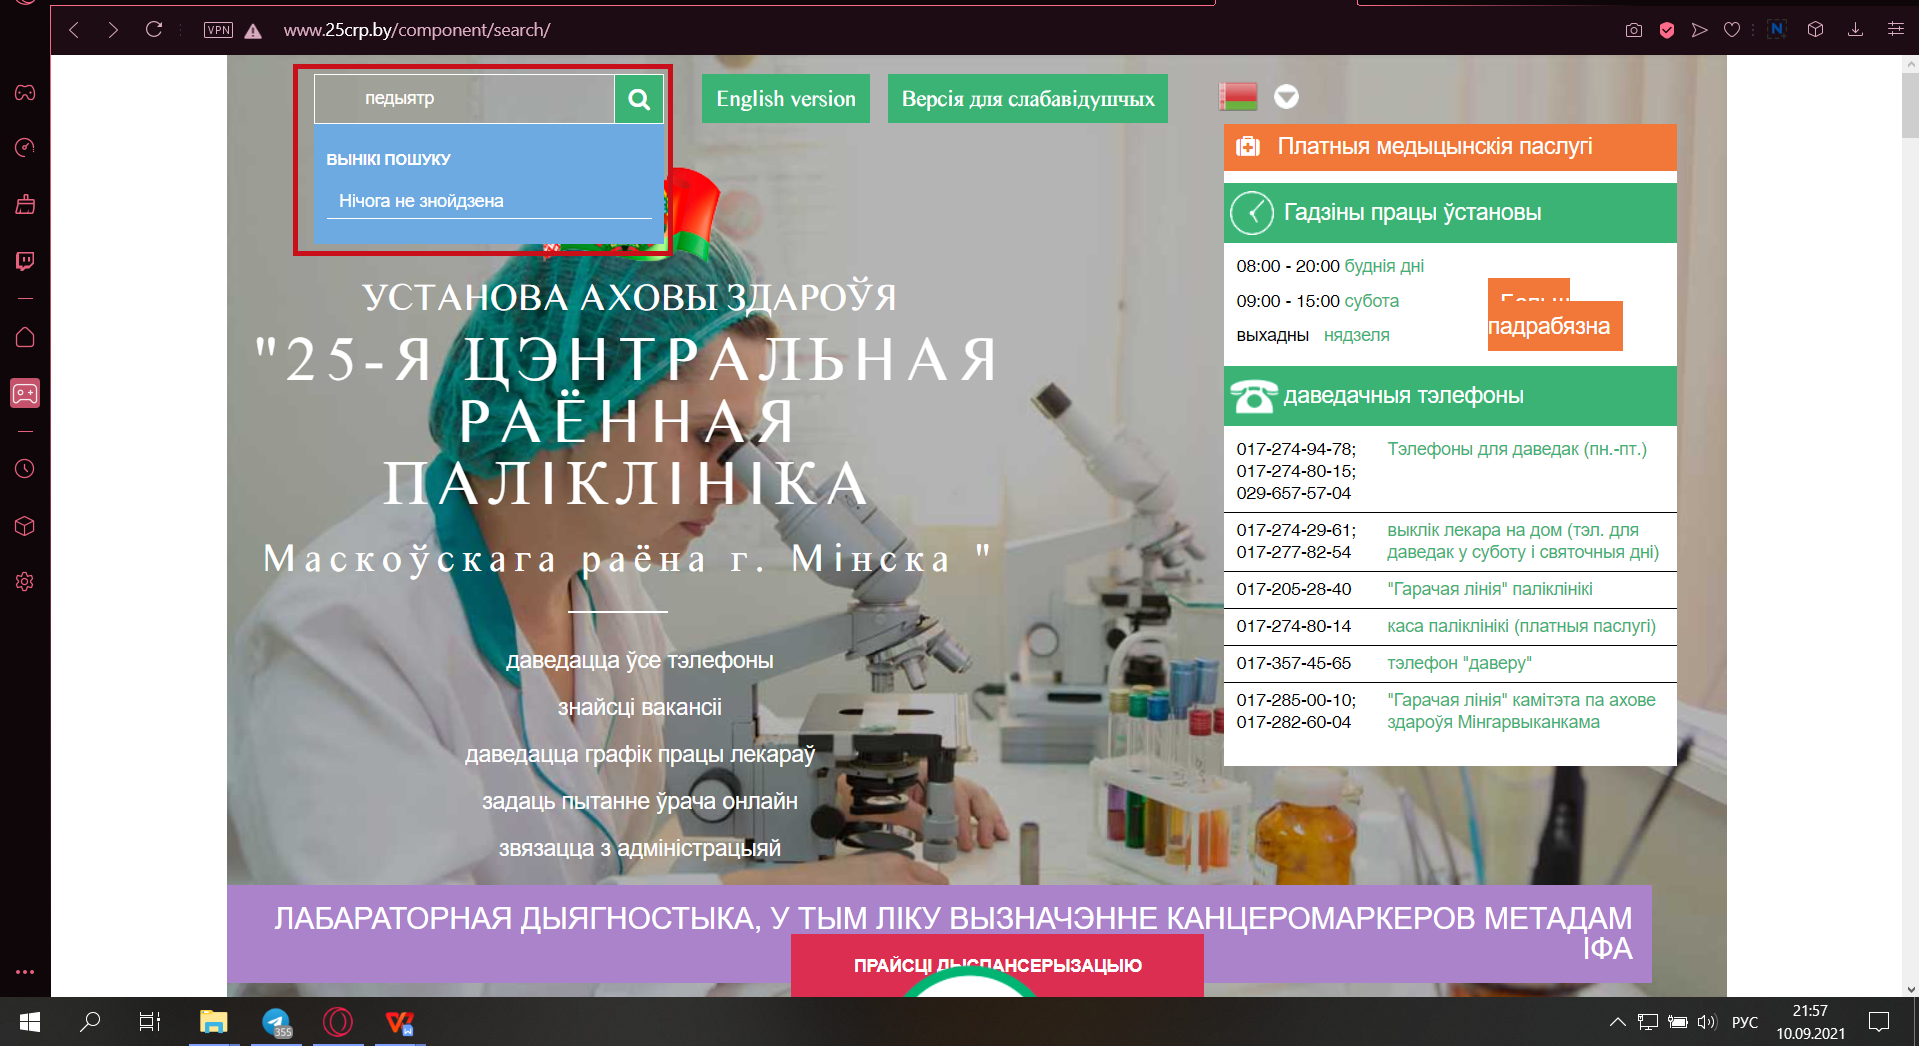 VPN
www.25crp.by/component/search/
педыятр
English version
Версія для слабавідушчых
ВЫНІКІ ПОШУКУ
Нічога не знойдзена
УСТАНОВА АХОВЫ ЗДАРОЎЯ
"25-Я ЦЭНТРАЛЬНАЯ
РАЁННАЯ
ПАЛІКЛІНІКА
Маскоўскага раёна г. Мінска "
даведацца ўсе тэлефоны
знайсці вакансіі
даведацца графік працы лекараў
задаць пытанне ўрача онлайн
звязацца з адміністрацыяй
Платныя медыцынскія паслугі
Гадзіны працы ўстановы
08:00 - 20:00 буднія дні
09:00 - 15:00 субота
выхадны нядзеля
Больш
падрабязна
даведачныя тэлефоны
017-274-94-78; Тэлефоны для даведак (пн.-пт.)
017-274-80-15;
029-657-57-04
017-274-29-61; выклік лекара на дом (тэл. для
017-277-82-54 даведак у суботу і святочныя дні)
017-205-28-40 "Гарачая лінія" паліклінікі
017-274-80-14 каса паліклінікі (платныя паслугі)
017-357-45-65 тэлефон "даверу"
017-285-00-10; "Гарачая лінія" камітэта па ахове
017-282-60-04 здароўя Мінгарвыканкама
ЛАБАРАТОРНАЯ ДЫЯГНОСТЫКА, У ТЫМ ЛІКУ ВЫЗНАЧЭННЕ КАНЦЕРОМАРКЕРОВ МЕТАДАМ
ІФА
ПРАЙСЦІ ДЫСПАНСЕРЫЗАЦЫЮ
355
РУС
21:57
10.09.2021